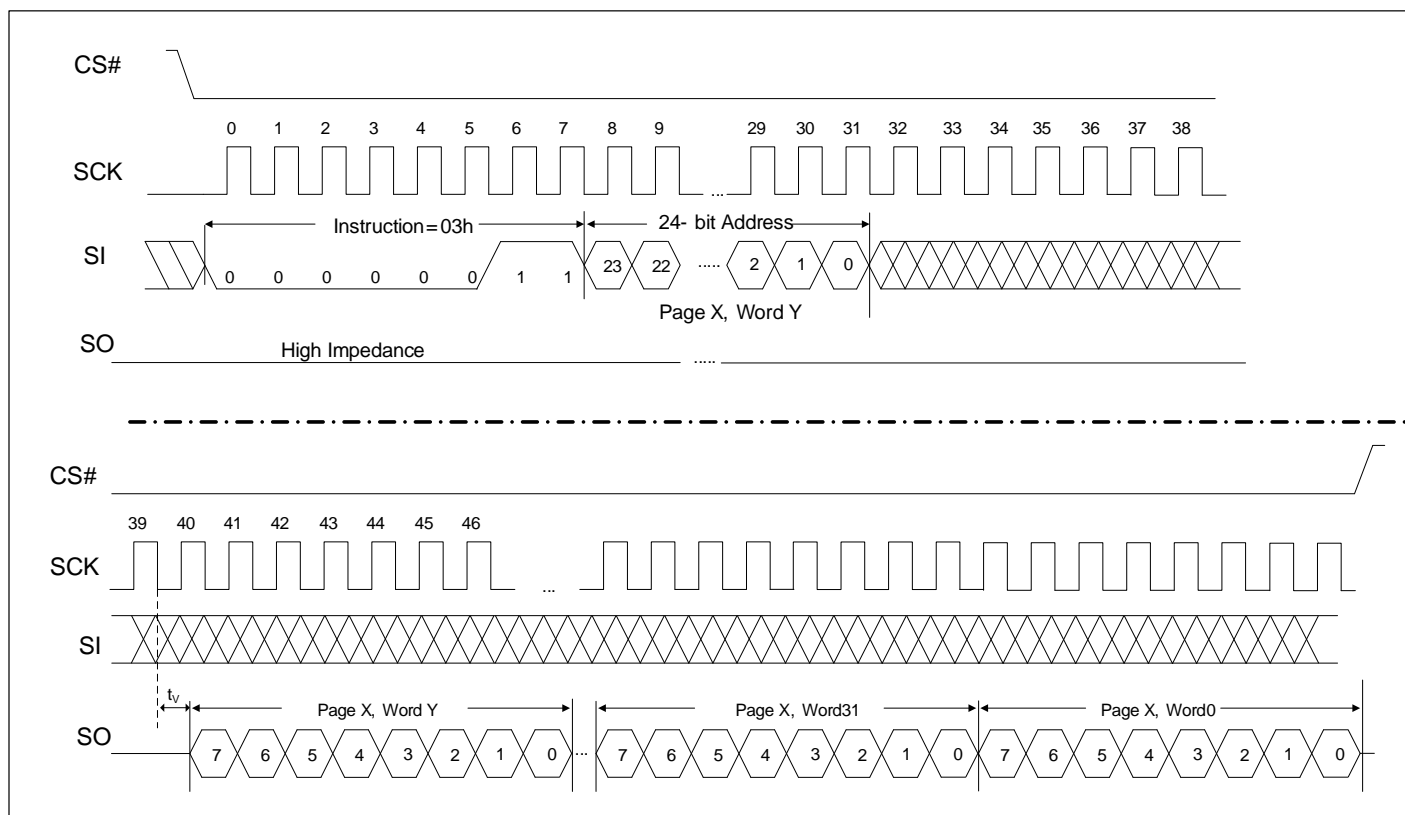 CS#
0 1 2 3 4 5 6 7 8 9 29 30 31 32 33 34 35 36 37 38
SCK ...
Instruction=03h 24- bit Address
SI 0 0 0 0 0 0 1 1 23 22 ..... 2 1 0
Page X, Word Y
SO High Impedance .....
CS#
39 40 41 42 43 44 45 46
SCK ...
SI
tV Page X, Word Y Page X, Word31 Page X, Word0
SO 7 6 5 4 3 2 1 0 ... 7 6 5 4 3 2 1 0 7 6 5 4 3 2 1 0